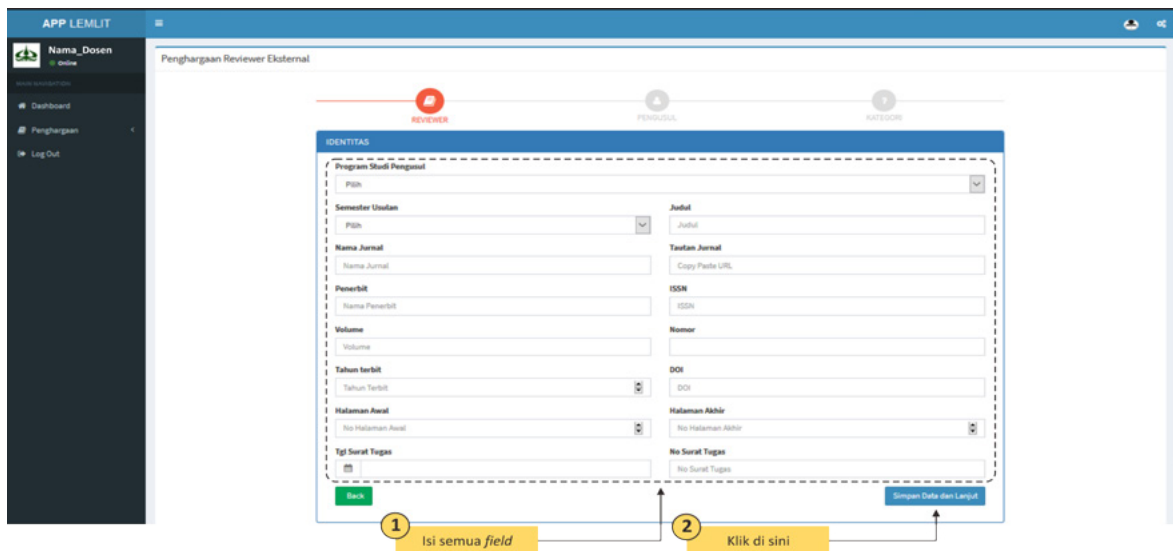 APP LEMLIT
Nama_Dosen
Online
MAIN NAVIGATION
Dashboard
Penghargaan
Log Out
Penghargaan Reviewer Eksternal
REVIEWER PENGUSUL KATEGORI
IDENTITAS
Program Studi Pengusul
Pilih
Semester Usulan Judul
Pilih Judul
Nama Jurnal Tautan Jurnal
Nama Jurnal Copy Paste URL
Penerbit ISSN
Nama Penerbit ISSN
Volume Nomor
Volume
Tahun terbit DOI
Tahun Terbit DOI
Halaman Awal Halaman Akhir
No Halaman Awal No Halaman Akhir
Tgl Surat Tugas No Surat Tugas
No Surat Tugas
Back Simpan Data dan Lanjut
1 Isi semua field 2 Klik di sini